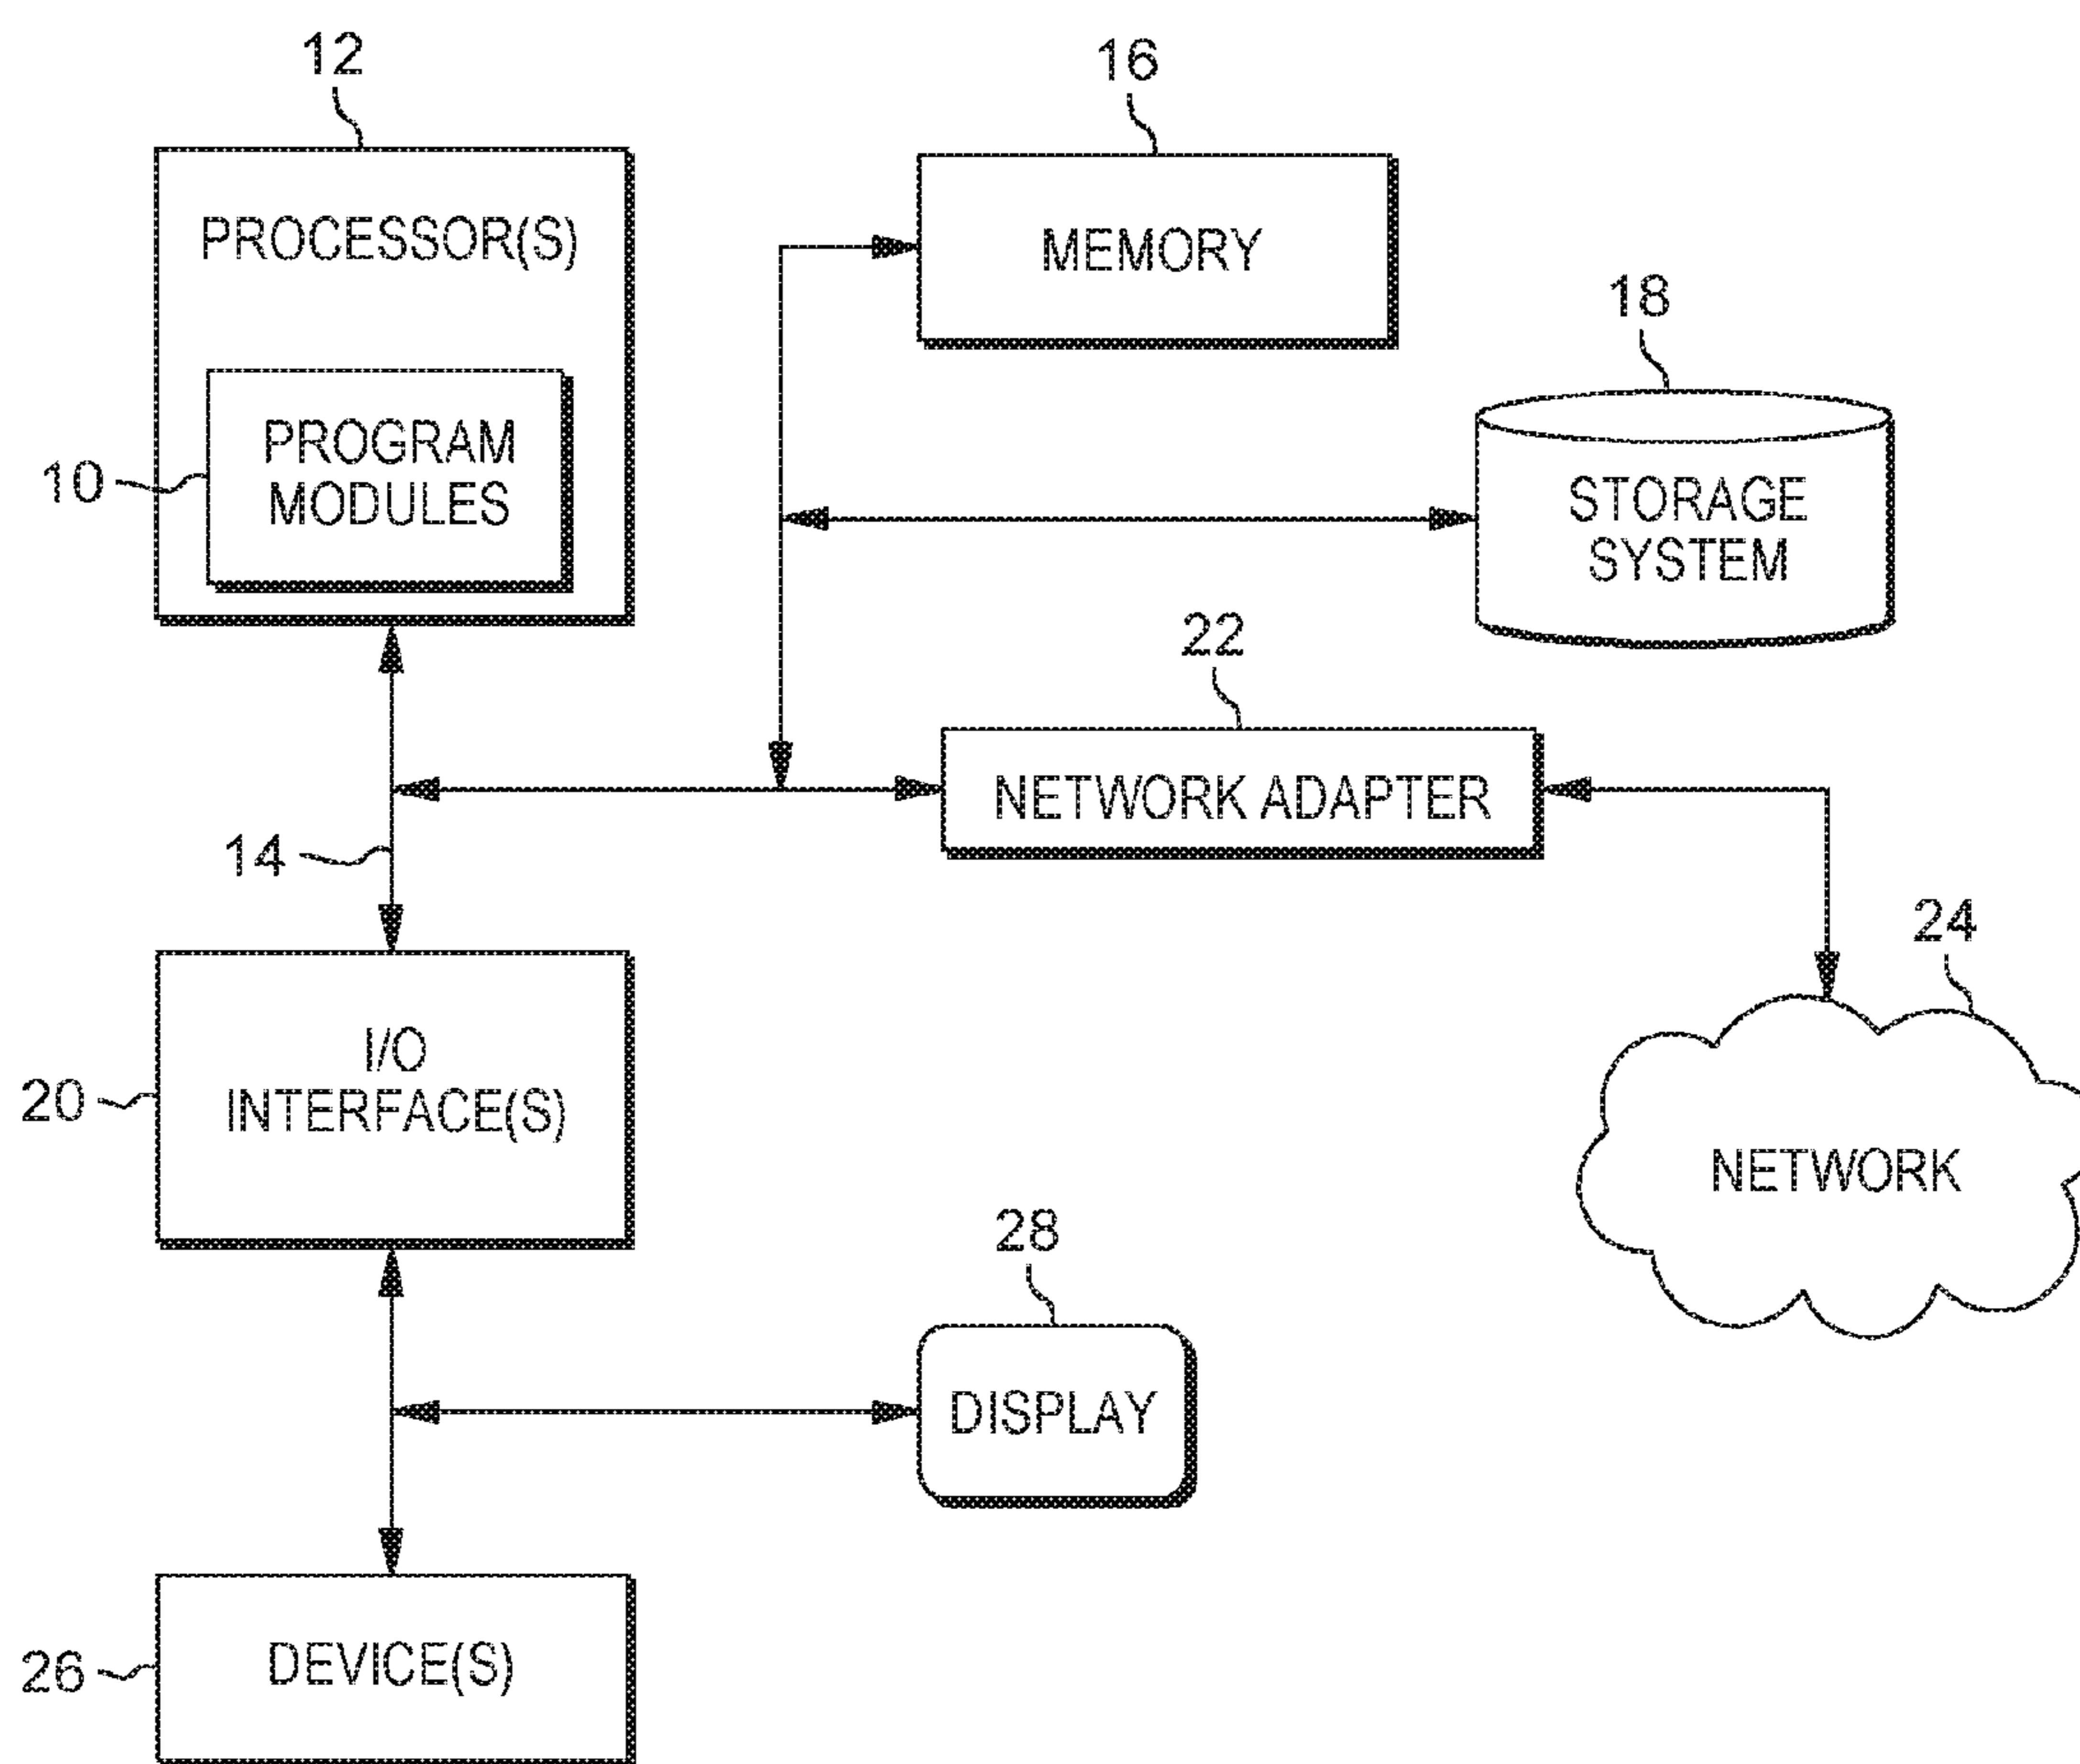 12
16
PROCESSOR(S)
MEMORY
18
PROGRAM
MODULES
10
STORAGE
SYSTEM
22
NETWORK ADAPTER
14
24
I/O
INTERFACE(S)
20
NETWORK
28
DISPLAY
DEVICE(S)
26